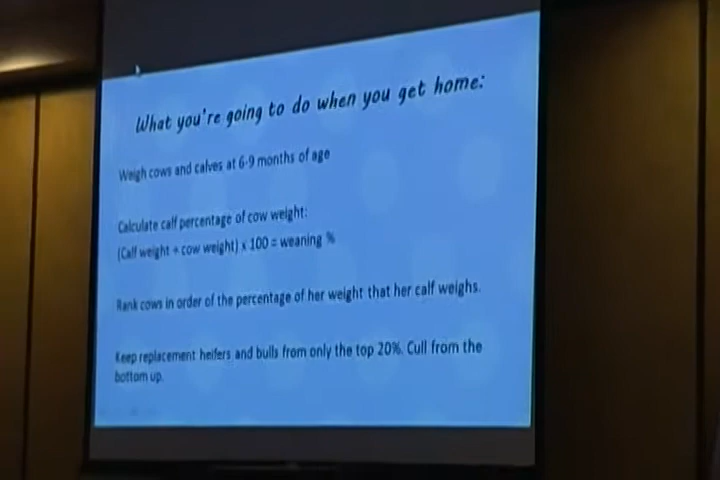 What you're going to do when you get home:
Weigh cows and calves at 6-9 months of age
Calculate calf percentage of cow weight:
(Calf weight ÷ cow weight) x 100 = weaning %
Rank cows in order of the percentage of her weight that her calf weighs.
Keep replacement heifers and bulls from only the top 20%. Cull from the
bottom up.